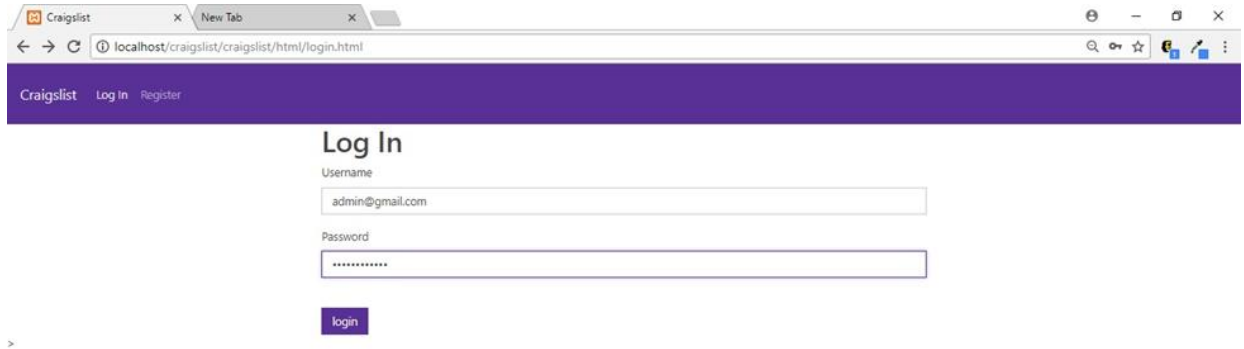 Craigslist New Tab
localhost/craigslist/craigslist/html/login.html
Craigslist Log In Register
Log In
Username
admin@gmail.com
Password
••••••••••••
login
>